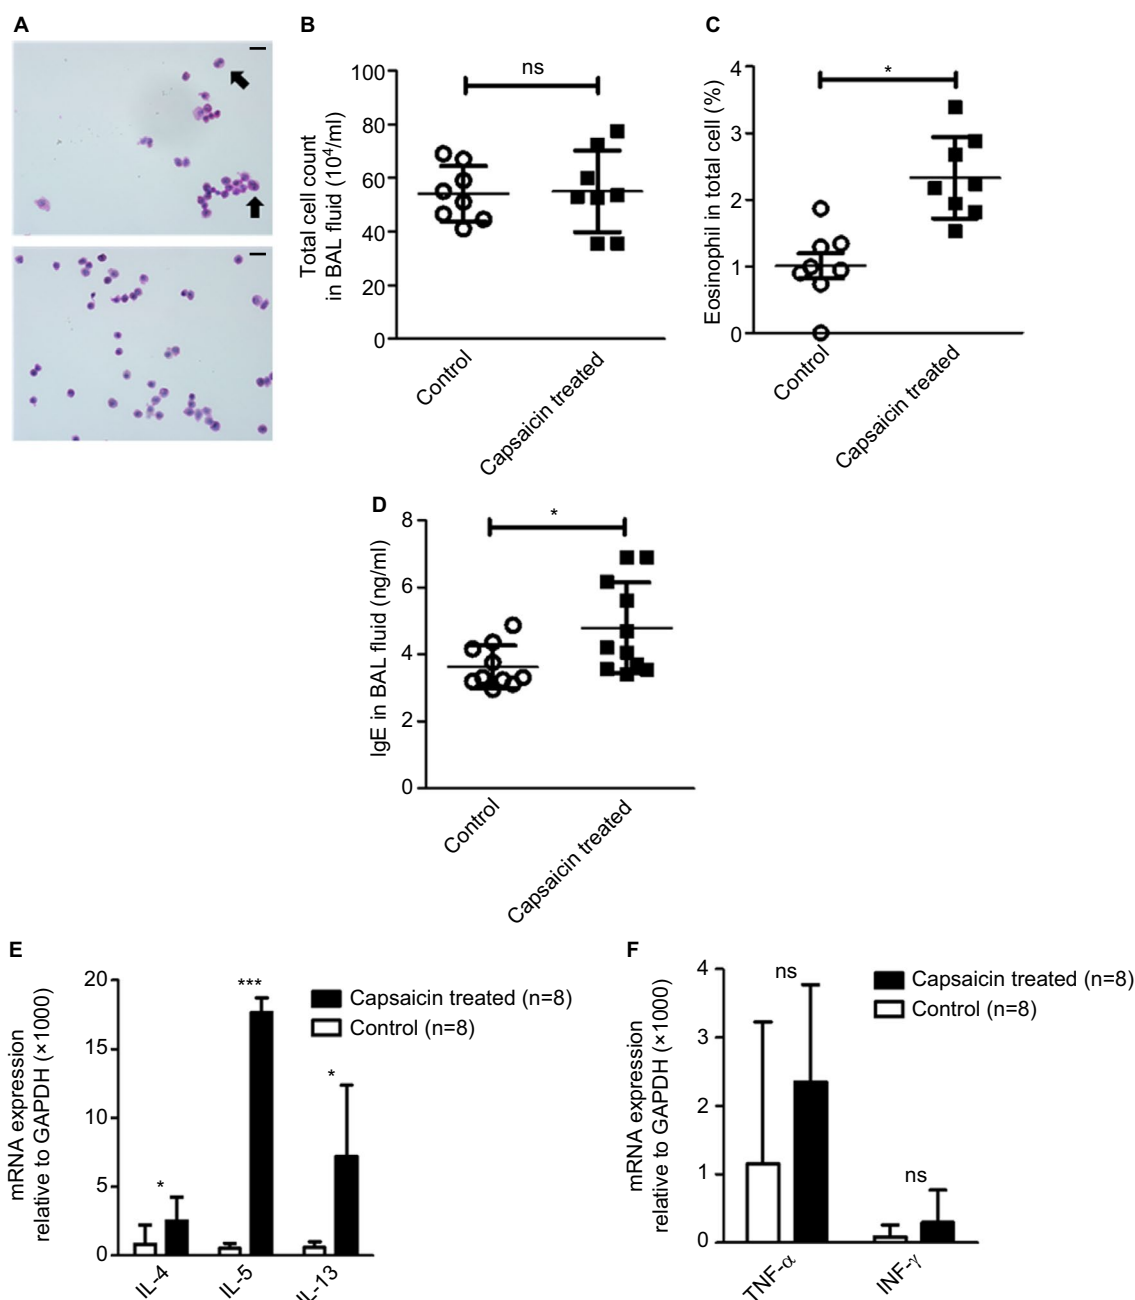 A
B
C
ns
*
100
80
60
40
20
0
Total cell count
in BAL fluid (10⁴/ml)
Control
Capsaicin treated
4
3
2
1
0
Eosinophil in total cell (%)
Control
Capsaicin treated
D
*
8
6
4
2
0
IgE in BAL fluid (ng/ml)
Control
Capsaicin treated
E
20
15
10
5
0
mRNA expression
relative to GAPDH (×1000)
*
***
*
Capsaicin treated (n=8)
Control (n=8)
IL-4
IL-5
IL-13
F
4
3
2
1
0
mRNA expression
relative to GAPDH (×1000)
ns
ns
Capsaicin treated (n=8)
Control (n=8)
TNF-α
INF-γ